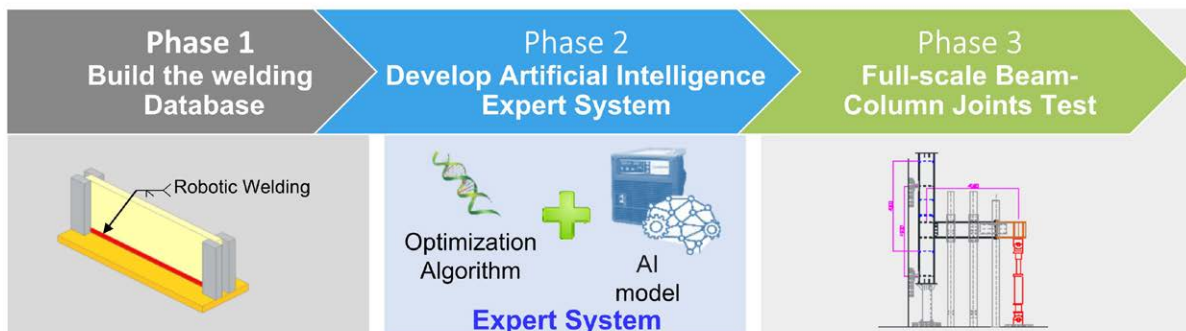 Phase 1
Build the welding
Database
Phase 2
Develop Artificial Intelligence
Expert System
Phase 3
Full-scale Beam-
Column Joints Test
Robotic Welding
Optimization
Algorithm
AI
model
Expert System